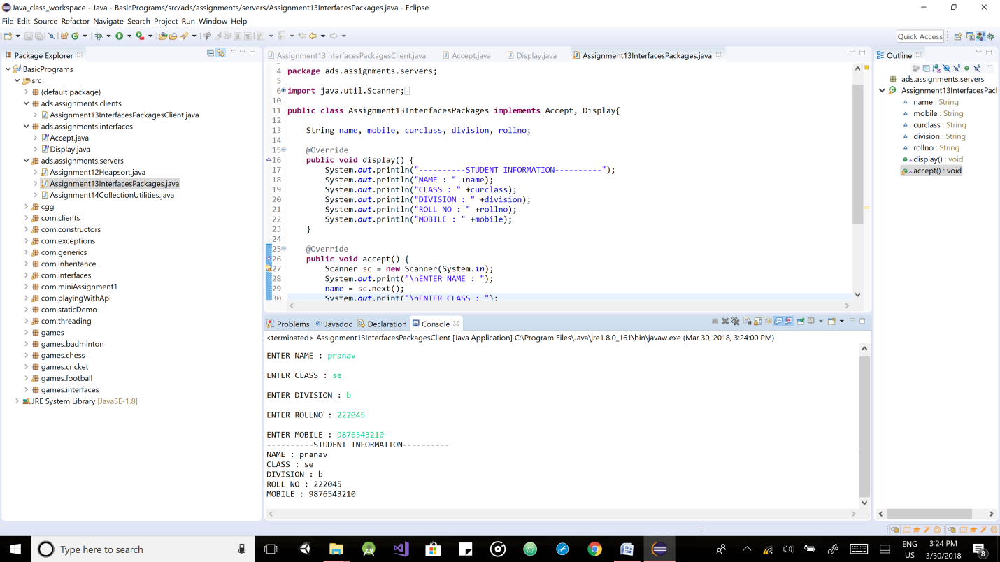 Java_class_workspace - Java - BasicPrograms/src/ads/assignments/servers/Assignment13InterfacesPackages.java - Eclipse
File Edit Source Refactor Navigate Search Project Run Window Help
Quick Access
Package Explorer
BasicPrograms
src
(default package)
ads.assignments.clients
Assignment13InterfacesPackagesClient.java
ads.assignments.interfaces
Accept.java
Display.java
ads.assignments.servers
Assignment12Heapsort.java
Assignment13InterfacesPackages.java
Assignment14CollectionUtilities.java
cgg
com.clients
com.constructors
com.exceptions
com.generics
com.inheritance
com.interfaces
com.miniAssignment1
com.playingWithApi
com.staticDemo
com.threading
games
games.badminton
games.chess
games.cricket
games.football
games.interfaces
JRE System Library [JavaSE-1.8]
Assignment13InterfacesPackagesClient.java Accept.java Display.java Assignment13InterfacesPackages.java
4 package ads.assignments.servers;
5
6 import java.util.Scanner;
10
11 public class Assignment13InterfacesPackages implements Accept, Display{
12
13 String name, mobile, curclass, division, rollno;
14
15 @Override
16 public void display() {
17 System.out.println("----------STUDENT INFORMATION----------");
18 System.out.println("NAME : " +name);
19 System.out.println("CLASS : " +curclass);
20 System.out.println("DIVISION : " +division);
21 System.out.println("ROLL NO : " +rollno);
22 System.out.println("MOBILE : " +mobile);
23 }
24
25 @Override
26 public void accept() {
27 Scanner sc = new Scanner(System.in);
28 System.out.print("\nENTER NAME : ");
29 name = sc.next();
30 System.out.print("\nENTER CLASS : ");
Outline
ads.assignments.servers
Assignment13InterfacesPacl
name : String
mobile : String
curclass : String
division : String
rollno : String
display() : void
accept() : void
Problems @ Javadoc Declaration Console
<terminated> Assignment13InterfacesPackagesClient [Java Application] C:\Program Files\Java\jre1.8.0_161\bin\javaw.exe (Mar 30, 2018, 3:24:00 PM)
ENTER NAME : pranav
ENTER CLASS : se
ENTER DIVISION : b
ENTER ROLLNO : 222045
ENTER MOBILE : 9876543210
----------STUDENT INFORMATION----------
NAME : pranav
CLASS : se
DIVISION : b
ROLL NO : 222045
MOBILE : 9876543210
Type here to search
ENG
US
3:24 PM
3/30/2018
8